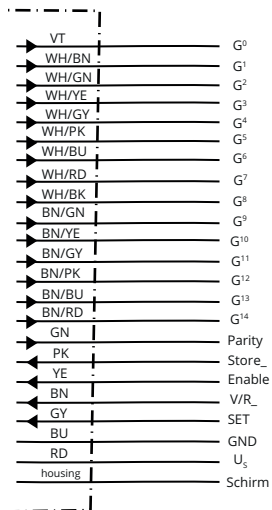 VT G⁰
WH/BN G¹
WH/GN G²
WH/YE G³
WH/GY G⁴
WH/PK G⁵
WH/BU G⁶
WH/RD G⁷
WH/BK G⁸
BN/GN G⁹
BN/YE G¹⁰
BN/GY G¹¹
BN/PK G¹²
BN/BU G¹³
BN/RD G¹⁴
GN Parity
PK Store_
YE Enable
BN V/R_
GY SET
BU GND
RD Uₛ
housing Schirm